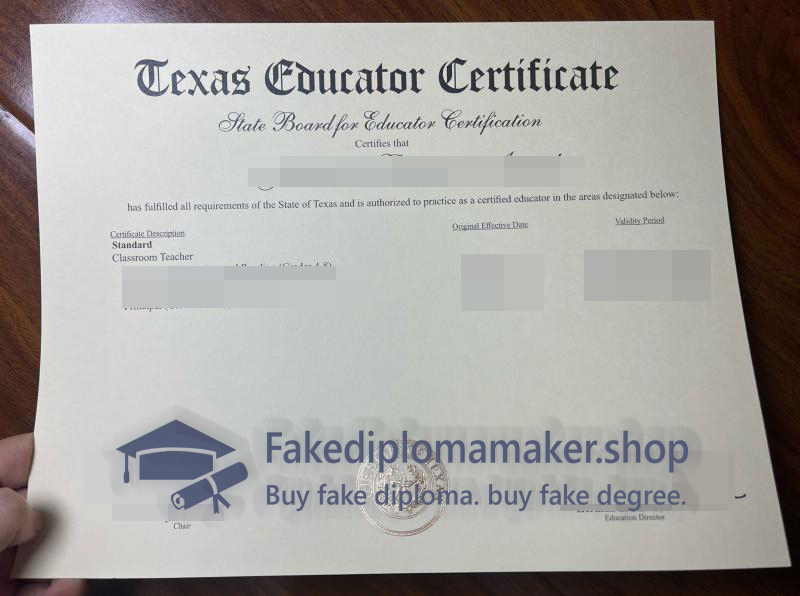 Texas Educator Certificate
State Board for Educator Certification
Certifies that
has fulfilled all requirements of the State of Texas and is authorized to practice as a certified educator in the areas designated below:
Certificate Description Original Effective Date Validity Period
Standard
Classroom Teacher
Fakediplomamaker.shop
Buy fake diploma. buy fake degree.
Chair Education Director